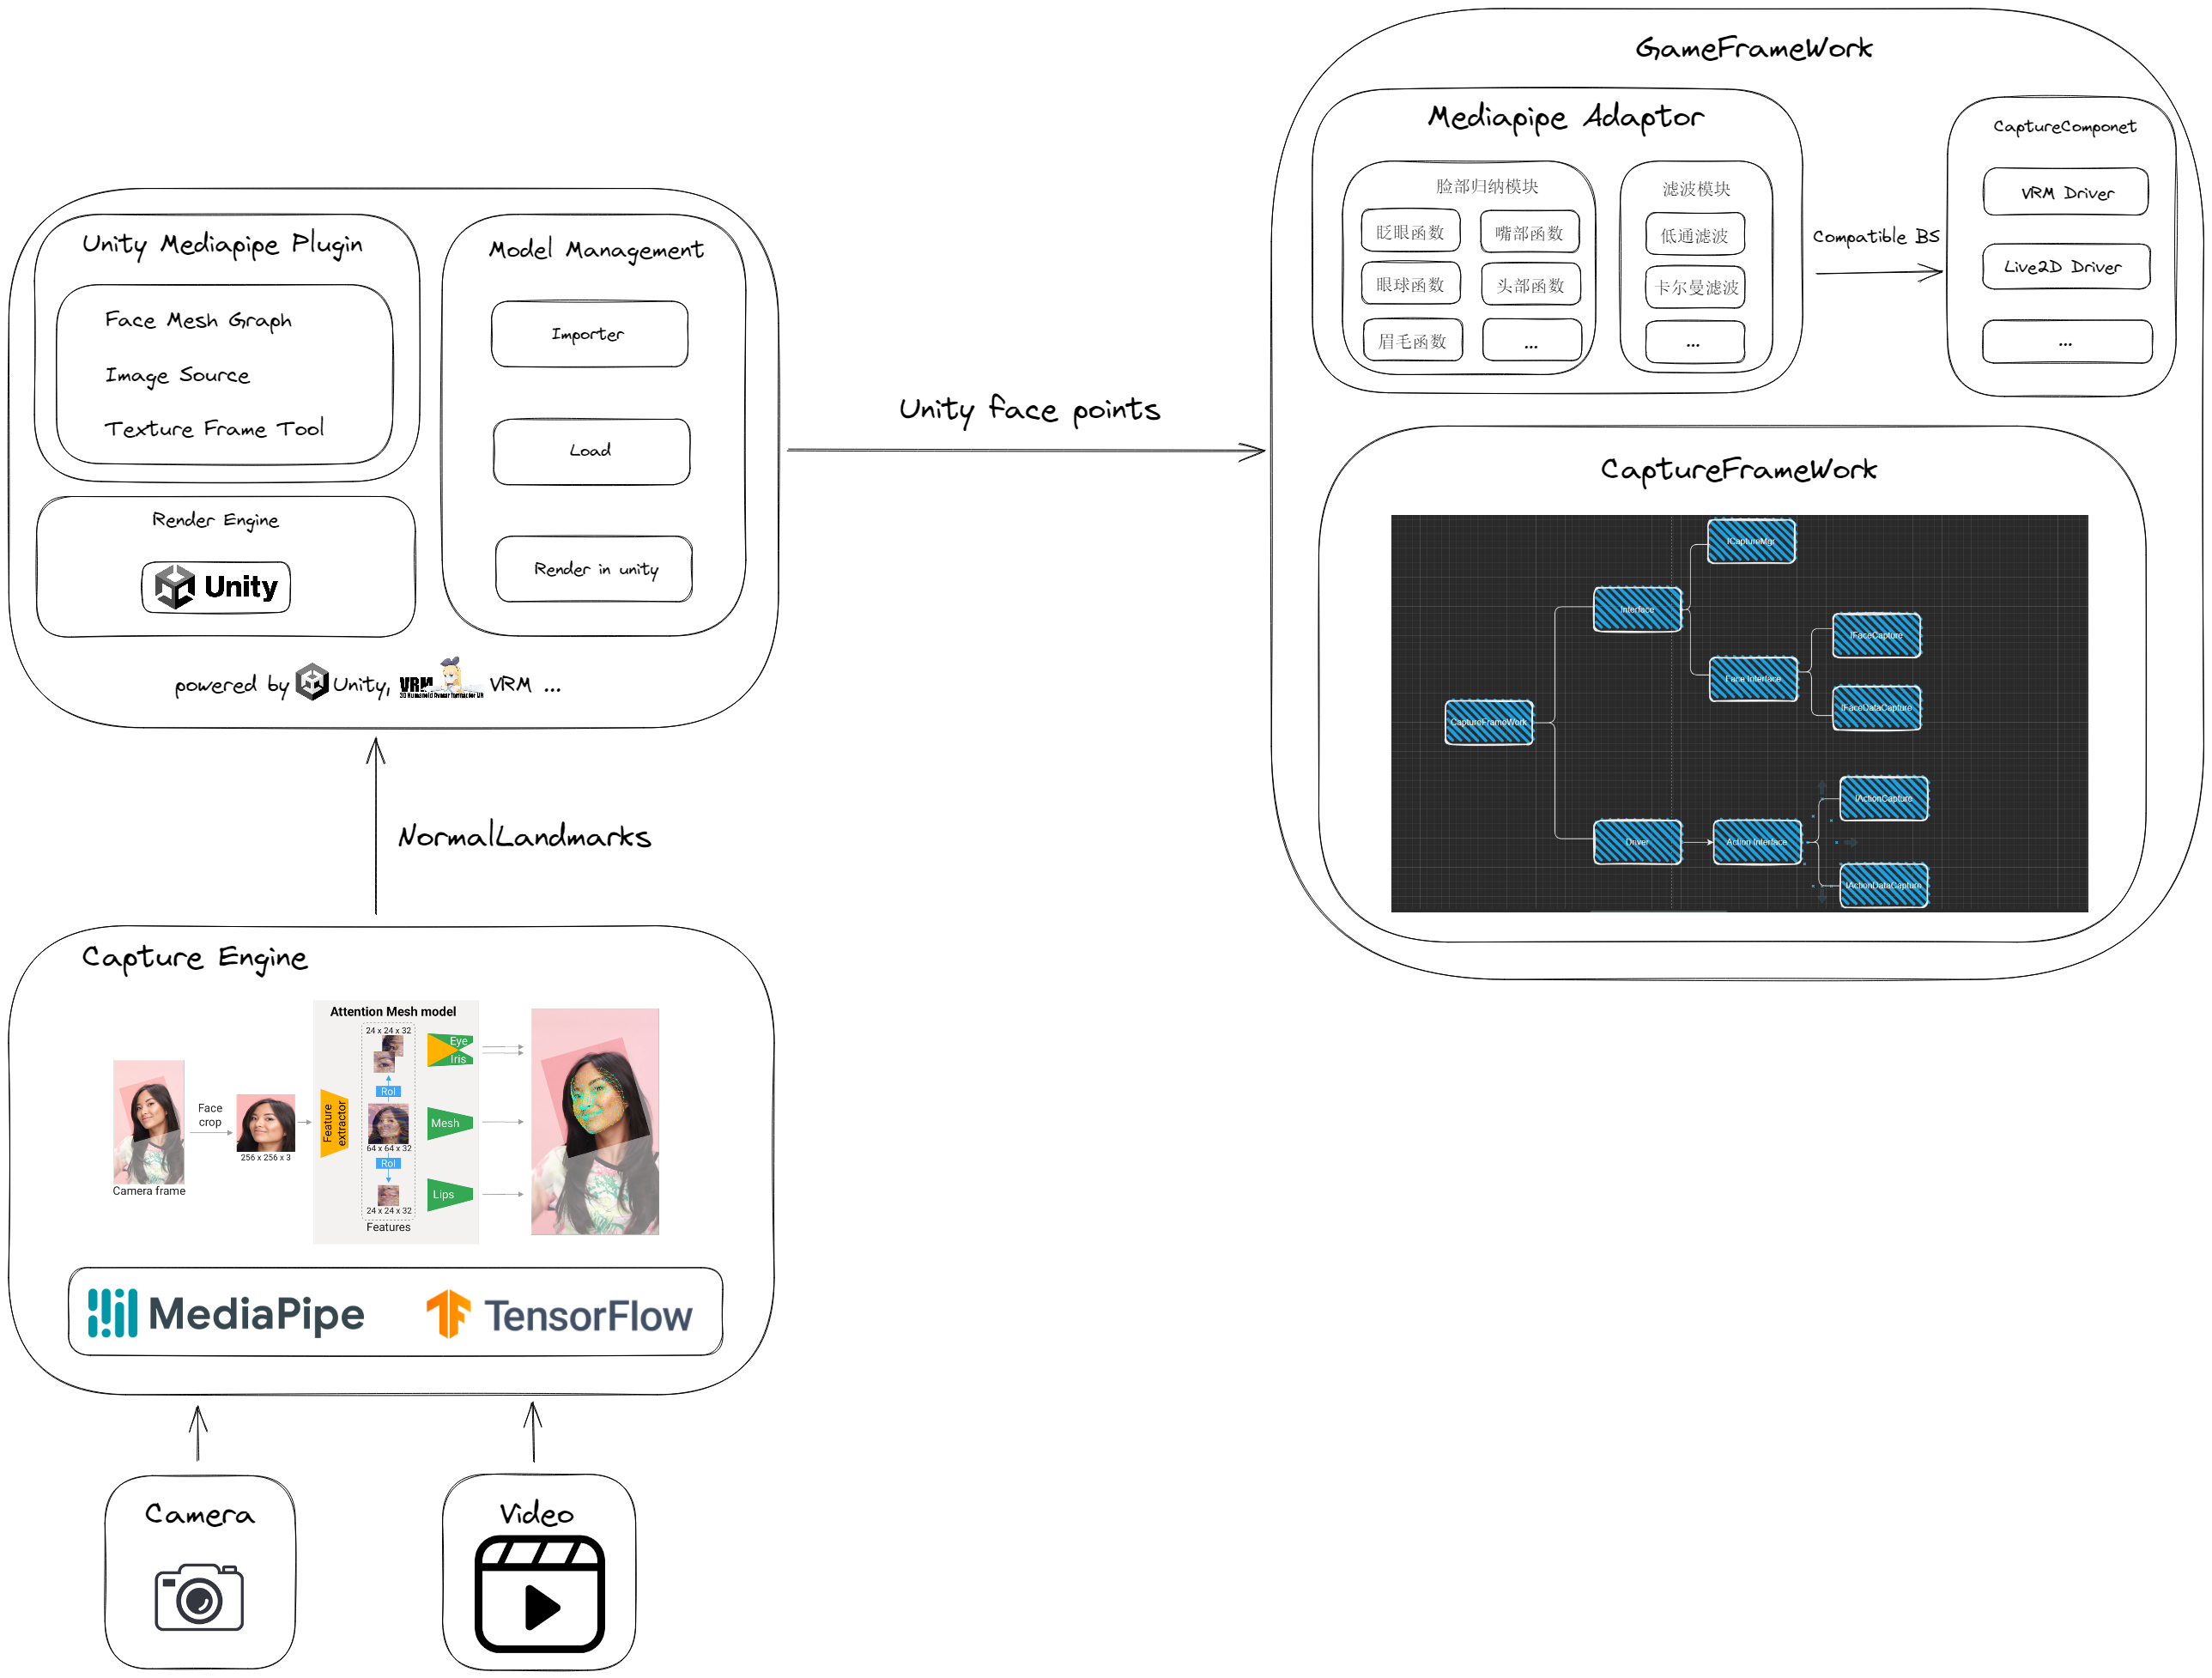 GameFrameWork
Mediapipe Adaptor
脸部归纳模块
眨眼函数
嘴部函数
眼球函数
头部函数
眉毛函数
...
滤波模块
低通滤波
卡尔曼滤波
...
Compatible BS
CaptureComponet
VRM Driver
Live2D Driver
...
CaptureFrameWork
ICaptureMgr
Interface
IFaceCapture
Face Interface
IFaceDataCapture
CaptureFrameWork
IActionCapture
Driver
Action Interface
IActionDataCapture
Unity Mediapipe Plugin
Face Mesh Graph
Image Source
Texture Frame Tool
Render Engine
Unity
Model Management
Importer
Load
Render in unity
powered by Unity, VRM VRM ...
Unity face points
NormalLandmarks
Capture Engine
Attention Mesh model
24 x 24 x 32
Eye
Iris
RoI
Face
crop
Feature
extractor
Mesh
256 x 256 x 3
64 x 64 x 32
RoI
Camera frame
Lips
24 x 24 x 32
Features
MediaPipe
TensorFlow
Camera
Video